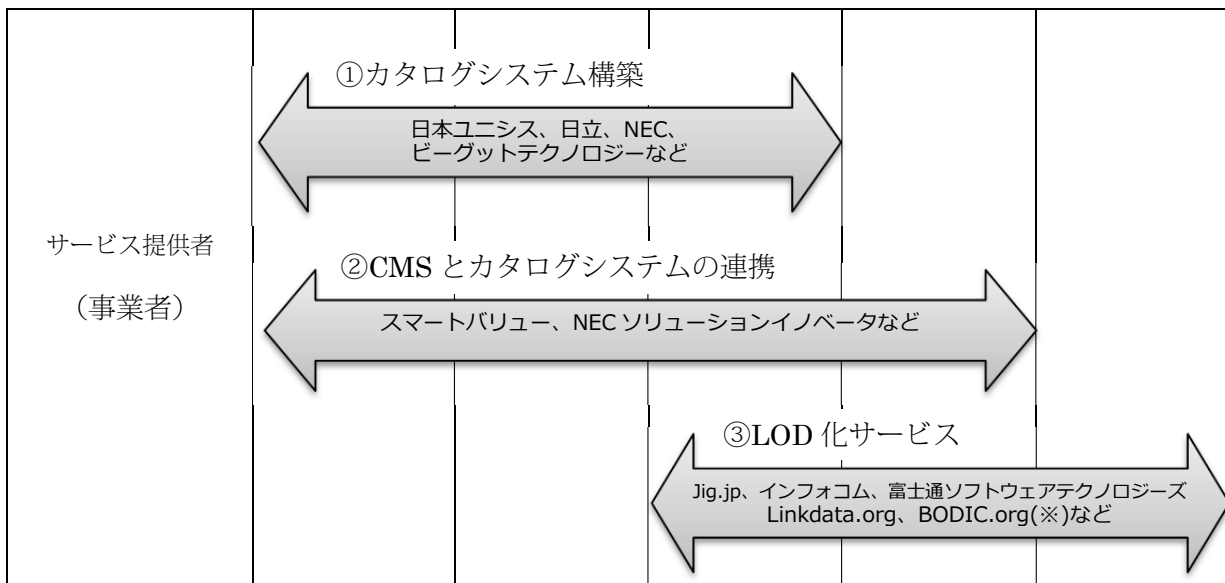 ①カタログシステム構築
日本ユニシス、日立、NEC、
ビーグットテクノロジーなど
サービス提供者
（事業者）
②CMS とカタログシステムの連携
スマートバリュー、NEC ソリューションイノベータなど
③LOD 化サービス
Jig.jp、インフォコム、富士通ソフトウェアテクノロジーズ
Linkdata.org、BODIC.org(※)など